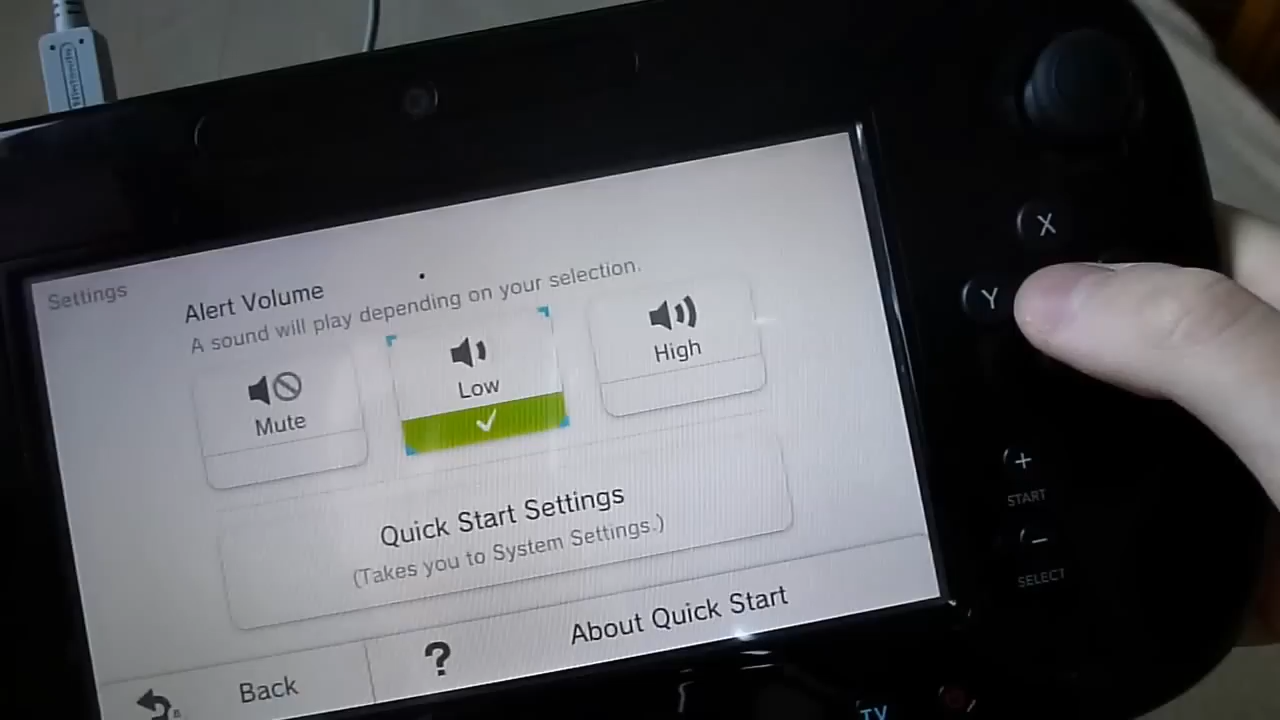 Nintendo
Settings
Alert Volume
A sound will play depending on your selection.
Mute
Low
High
Quick Start Settings
(Takes you to System Settings.)
B
Back
?
About Quick Start
X
Y
+
START
−
SELECT
TV